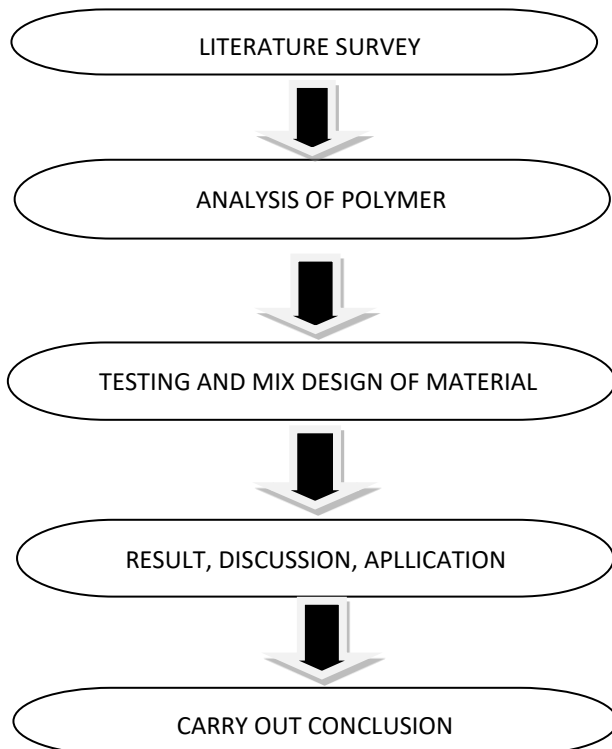 LITERATURE SURVEY
ANALYSIS OF POLYMER
TESTING AND MIX DESIGN OF MATERIAL
RESULT, DISCUSSION, APLLICATION
CARRY OUT CONCLUSION